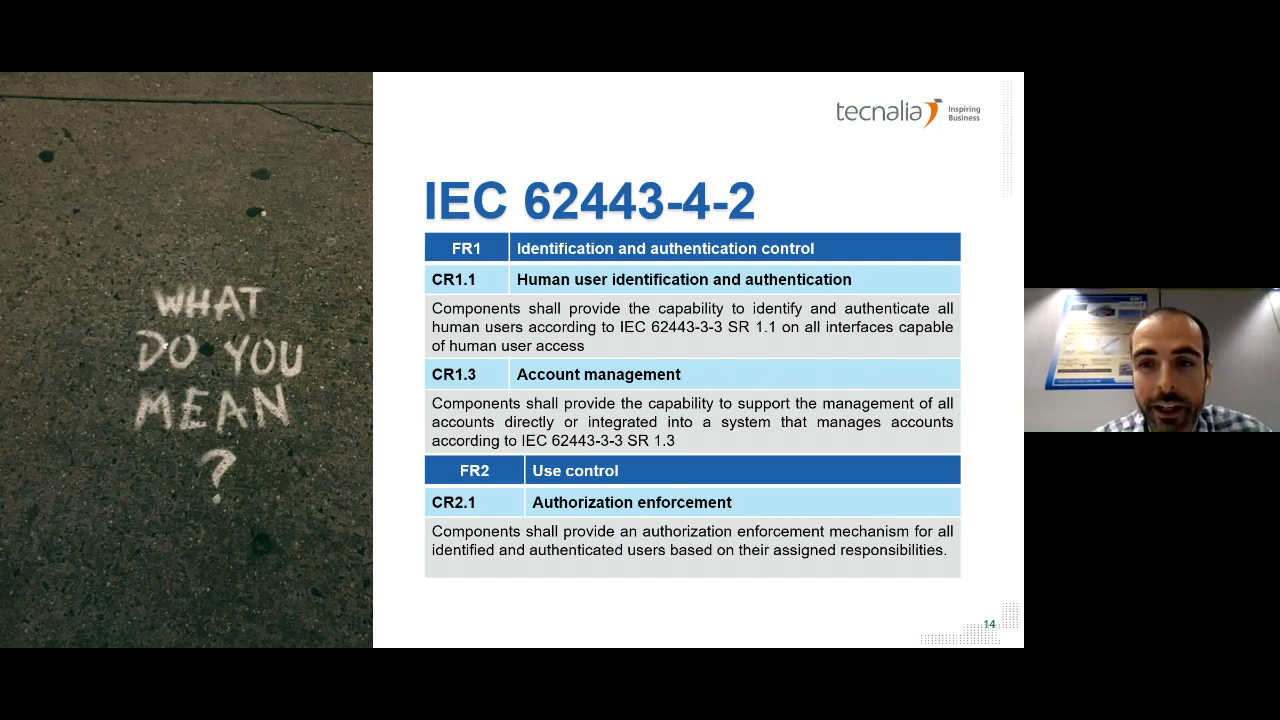 WHAT
DO YOU
MEAN
?
tecnalia Inspiring
Business
IEC 62443-4-2
FR1 Identification and authentication control
CR1.1 Human user identification and authentication
Components shall provide the capability to identify and authenticate all
human users according to IEC 62443-3-3 SR 1.1 on all interfaces capable
of human user access
CR1.3 Account management
Components shall provide the capability to support the management of all
accounts directly or integrated into a system that manages accounts
according to IEC 62443-3-3 SR 1.3
FR2 Use control
CR2.1 Authorization enforcement
Components shall provide an authorization enforcement mechanism for all
identified and authenticated users based on their assigned responsibilities.
14